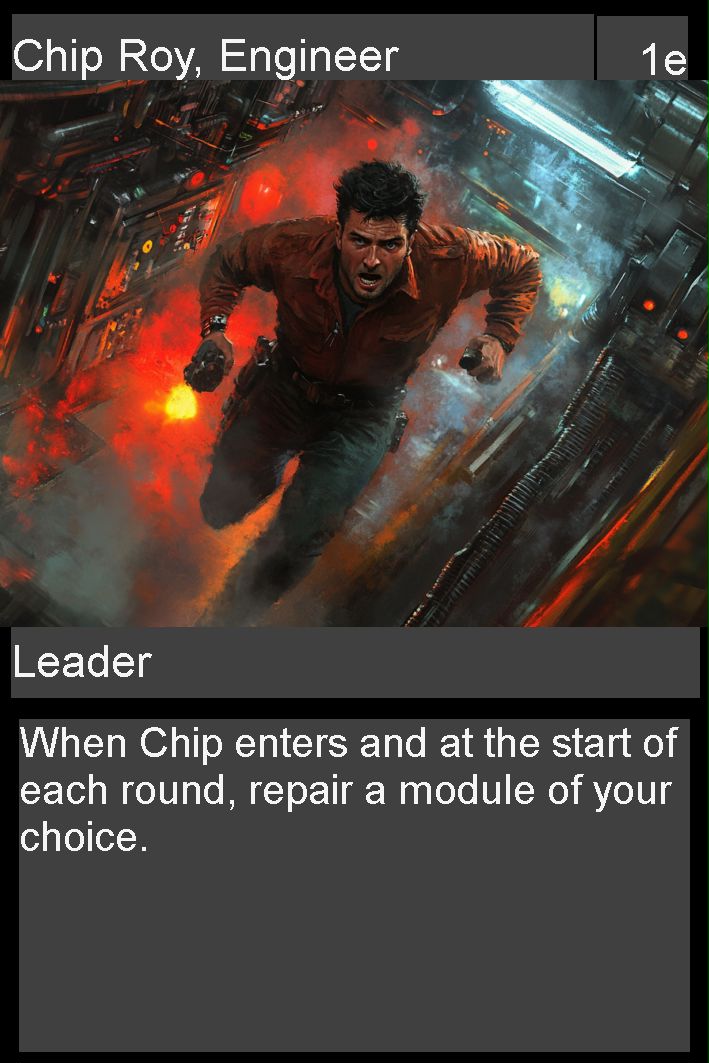 Chip Roy, Engineer
1e
Leader
When Chip enters and at the start of
each round, repair a module of your
choice.